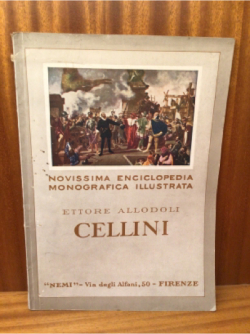 NOVISSIMA ENCICLOPEDIA
MONOGRAFICA ILLUSTRATA
ETTORE ALLODOLI
CELLINI
"NEMI" - Via degli Alfani, 50 - FIRENZE